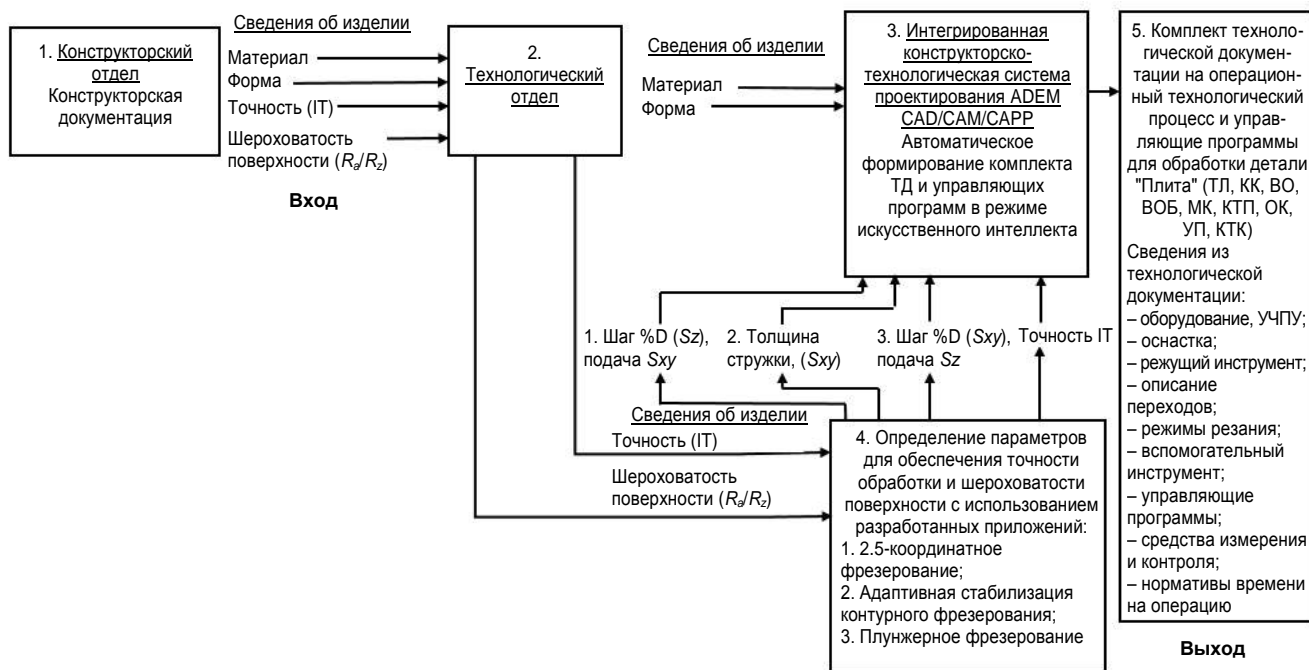 1. Конструкторский
отдел
Конструкторская
документация
Сведения об изделии
Материал
Форма
Точность (IT)
Шероховатость
поверхности (Ra/Rz)
Вход
2.
Технологический
отдел
Сведения об изделии
Материал
Форма
3. Интегрированная
конструкторско-
технологическая система
проектирования ADEM
CAD/CAM/CAPP
Автоматическое
формирование комплекта
ТД и управляющих
программ в режиме
искусственного интеллекта
1. Шаг %D (Sz),
подача Sxy
2. Толщина
стружки, (Sxy)
3. Шаг %D (Sxy),
подача Sz
Точность IT
Сведения об изделии
Точность (IT)
Шероховатость
поверхности (Ra/Rz)
4. Определение параметров
для обеспечения точности
обработки и шероховатости
поверхности с использованием
разработанных приложений:
1. 2.5-координатное
фрезерование;
2. Адаптивная стабилизация
контурного фрезерования;
3. Плунжерное фрезерование
5. Комплект техноло-
гической докумен-
тации на операцион-
ный технологический
процесс и управ-
ляющие программы
для обработки детали
"Плита" (ТЛ, КК, ВО,
ВОБ, МК, КТП, ОК,
УП, КТК)
Сведения из
технологической
документации:
– оборудование, УЧПУ;
– оснастка;
– режущий инструмент;
– описание
переходов;
– режимы резания;
– вспомогательный
инструмент;
– управляющие
программы;
– средства измерения
и контроля;
– нормативы времени
на операцию
Выход